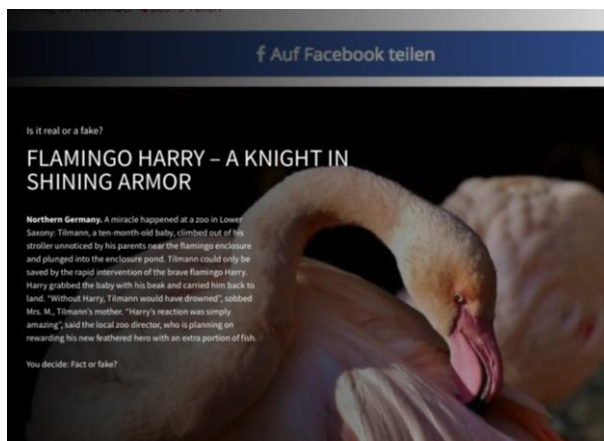 Auf Facebook teilen
Is it real or a fake?
FLAMINGO HARRY – A KNIGHT IN
SHINING ARMOR
Northern Germany. A miracle happened at a zoo in Lower
Saxony: Tilmann, a ten-month-old baby, climbed out of his
stroller unnoticed by his parents near the flamingo enclosure
and plunged into the enclosure pond. Tilmann could only be
saved by the rapid intervention of the brave flamingo Harry.
Harry grabbed the baby with his beak and carried him back to
land. "Without Harry, Tilmann would have drowned", sobbed
Mrs. M., Tilmann's mother. "Harry's reaction was simply
amazing", said the local zoo director, who is planning on
rewarding his new feathered hero with an extra portion of fish.
You decide: Fact or fake?